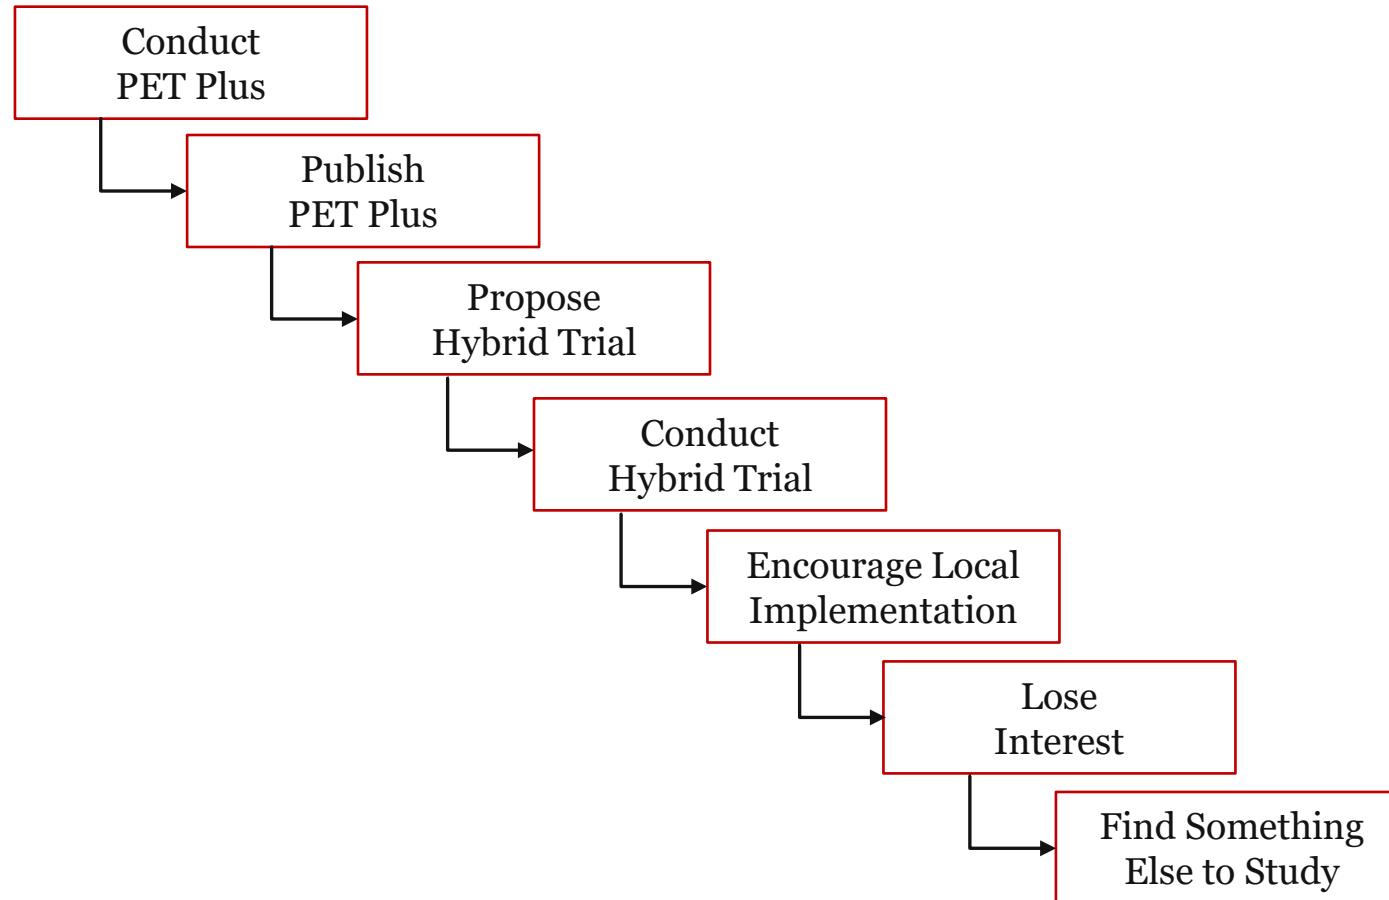 Conduct
PET Plus
Publish
PET Plus
Propose
Hybrid Trial
Conduct
Hybrid Trial
Encourage Local
Implementation
Lose
Interest
Find Something
Else to Study